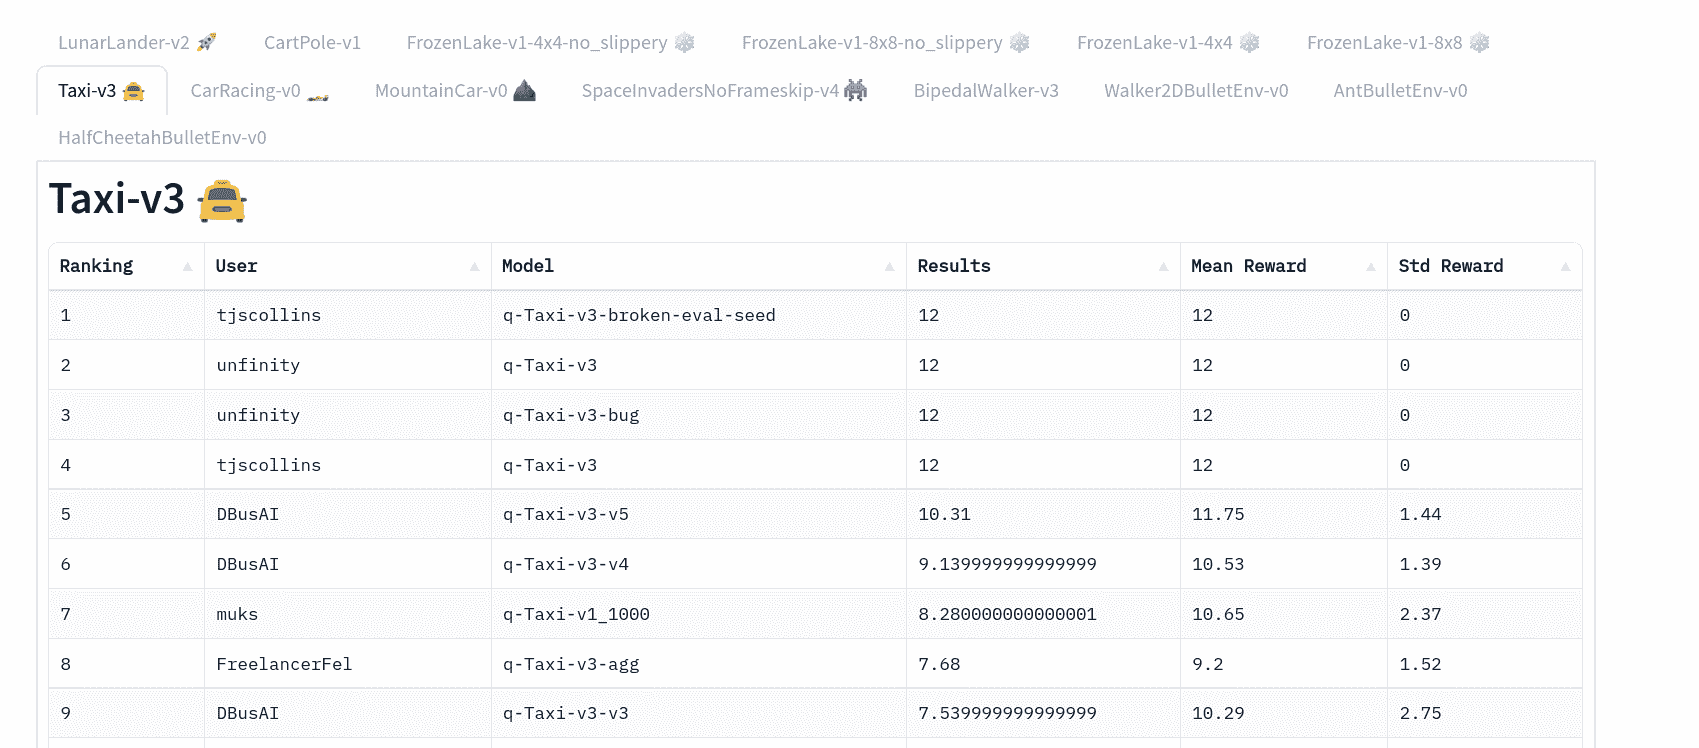 LunarLander-v2 🚀 CartPole-v1 FrozenLake-v1-4x4-no_slippery ❄️ FrozenLake-v1-8x8-no_slippery ❄️ FrozenLake-v1-4x4 ❄️ FrozenLake-v1-8x8 ❄️
Taxi-v3 🚖 CarRacing-v0 🏎️ MountainCar-v0 ⛰️ SpaceInvadersNoFrameskip-v4 👾 BipedalWalker-v3 Walker2DBulletEnv-v0 AntBulletEnv-v0
HalfCheetahBulletEnv-v0
Taxi-v3 🚖
Ranking User Model Results Mean Reward Std Reward
1 tjscollins q-Taxi-v3-broken-eval-seed 12 12 0
2 unfinity q-Taxi-v3 12 12 0
3 unfinity q-Taxi-v3-bug 12 12 0
4 tjscollins q-Taxi-v3 12 12 0
5 DBusAI q-Taxi-v3-v5 10.31 11.75 1.44
6 DBusAI q-Taxi-v3-v4 9.139999999999999 10.53 1.39
7 muks q-Taxi-v1_1000 8.280000000000001 10.65 2.37
8 FreelancerFel q-Taxi-v3-agg 7.68 9.2 1.52
9 DBusAI q-Taxi-v3-v3 7.539999999999999 10.29 2.75